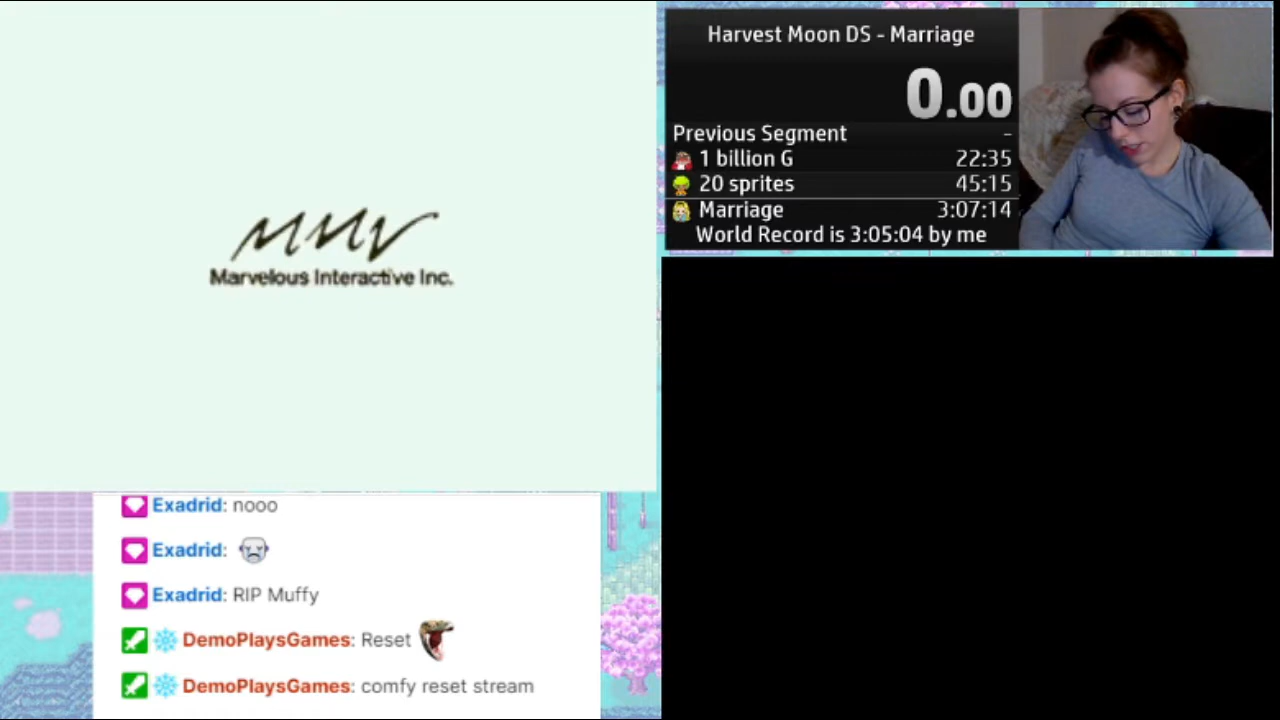 MMV
Marvelous Interactive Inc.
Harvest Moon DS - Marriage
0.00
Previous Segment -
1 billion G 22:35
20 sprites 45:15
Marriage 3:07:14
World Record is 3:05:04 by me
Exadrid: nooo
Exadrid:
Exadrid: RIP Muffy
DemoPlaysGames: Reset
DemoPlaysGames: comfy reset stream